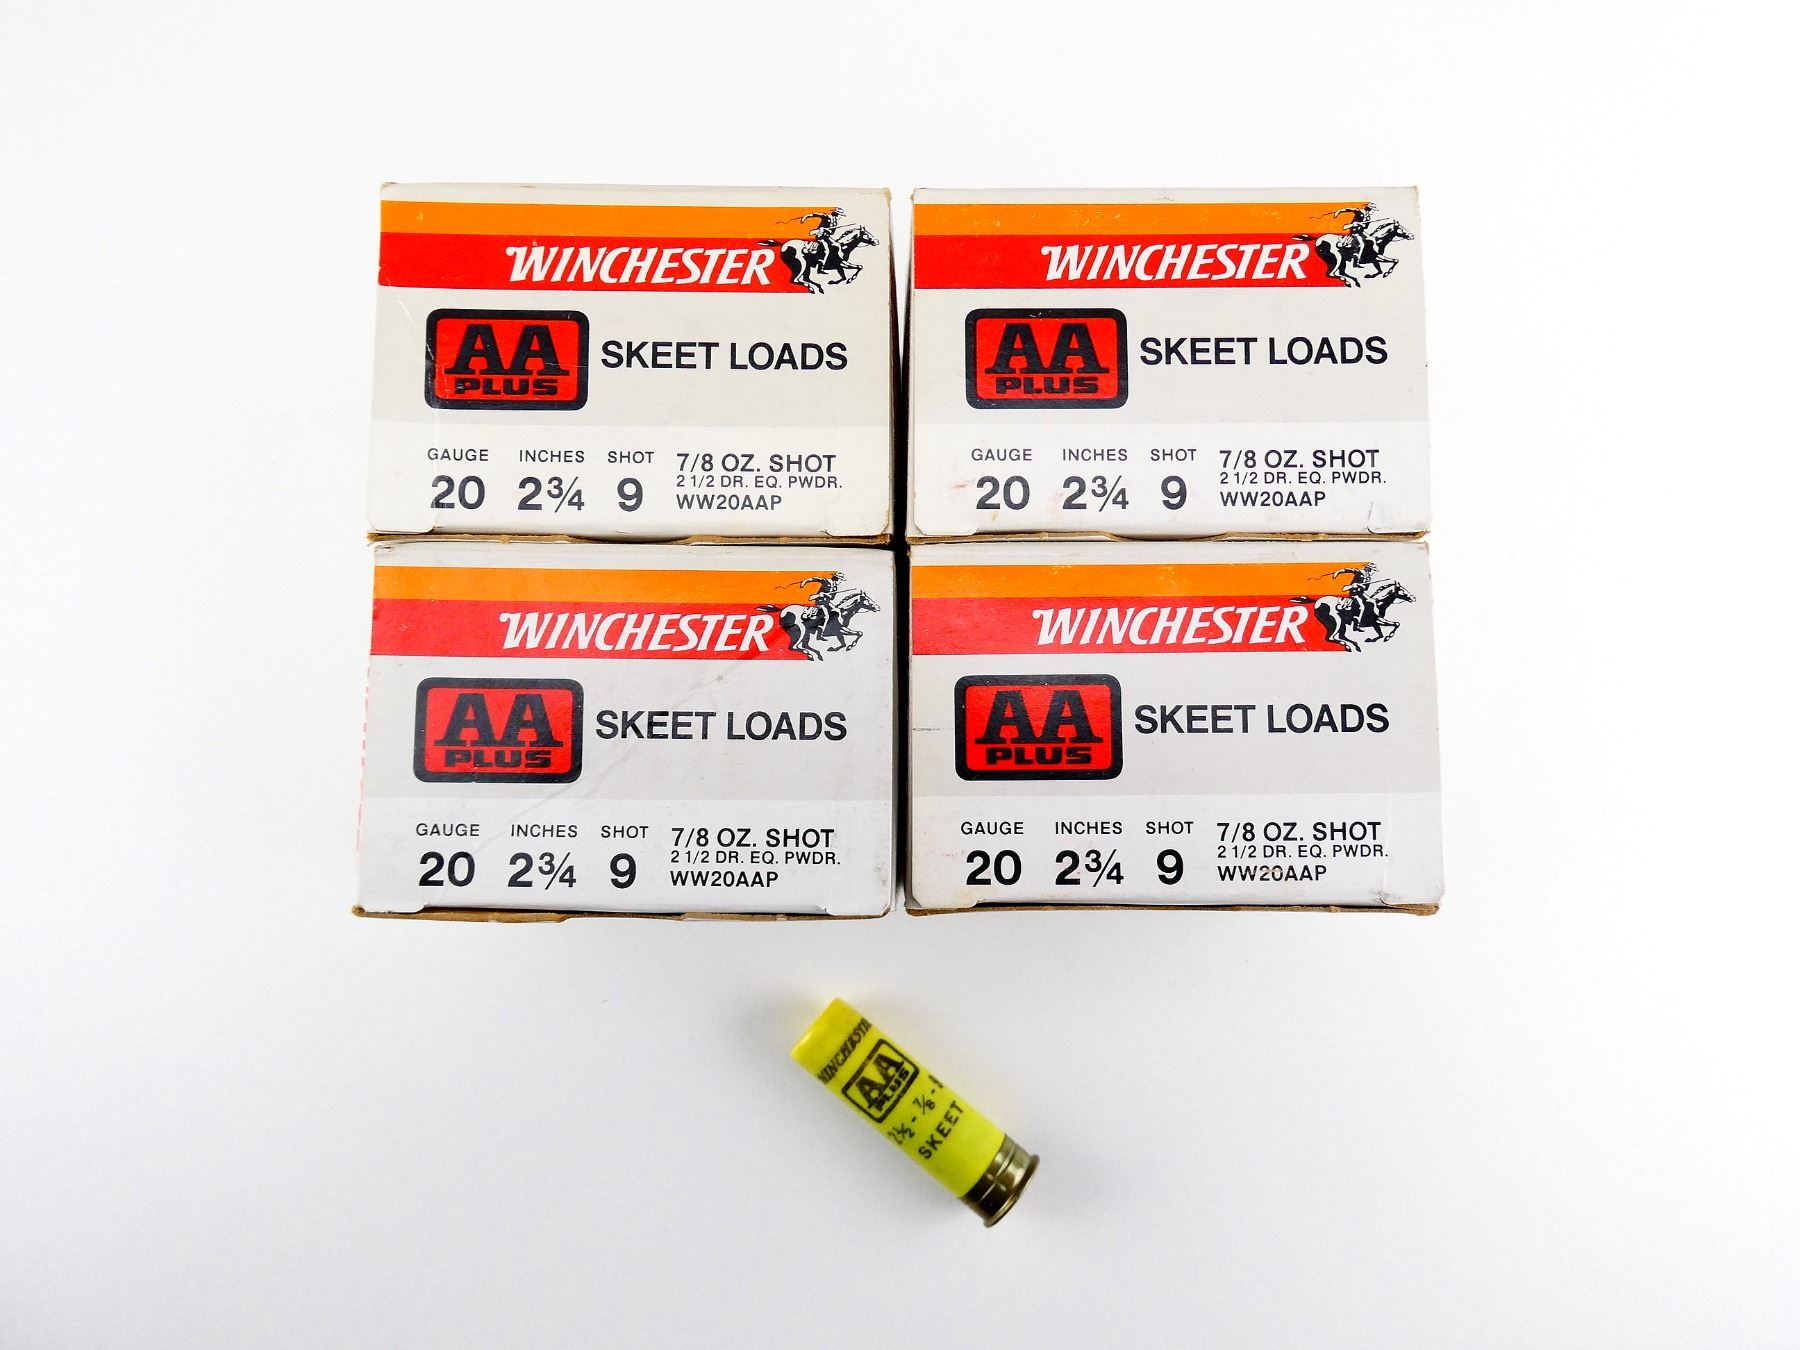 WINCHESTER
AA PLUS SKEET LOADS
GAUGE INCHES SHOT 7/8 OZ. SHOT
20 2¾ 9 2 1/2 DR. EQ. PWDR.
WW20AAP
WINCHESTER
AA PLUS SKEET LOADS
GAUGE INCHES SHOT 7/8 OZ. SHOT
20 2¾ 9 2 1/2 DR. EQ. PWDR.
WW20AAP
WINCHESTER
AA PLUS SKEET LOADS
GAUGE INCHES SHOT 7/8 OZ. SHOT
20 2¾ 9 2 1/2 DR. EQ. PWDR.
WW20AAP
WINCHESTER
AA PLUS SKEET LOADS
GAUGE INCHES SHOT 7/8 OZ. SHOT
20 2¾ 9 2 1/2 DR. EQ. PWDR.
WW20AAP
AA
PLUS
2½ - ⅞ -
SKEET